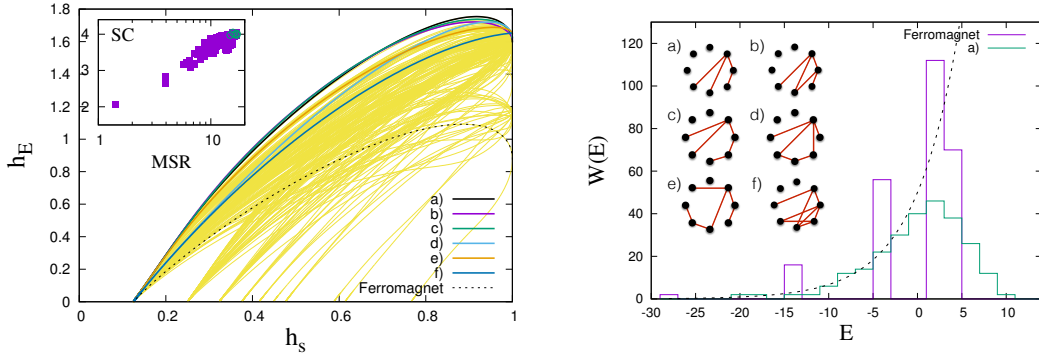 1.8
1.6
1.4
1.2
1
0.8
0.6
0.4
0.2
0
h_E
0
0.2
0.4
0.6
0.8
1
h_s
SC
4
3
2
1
10
MSR
a)
b)
c)
d)
e)
f)
Ferromagnet
120
100
80
60
40
20
0
W(E)
-30
-25
-20
-15
-10
-5
0
5
10
E
Ferromagnet
a)
a)
b)
c)
d)
e)
f)